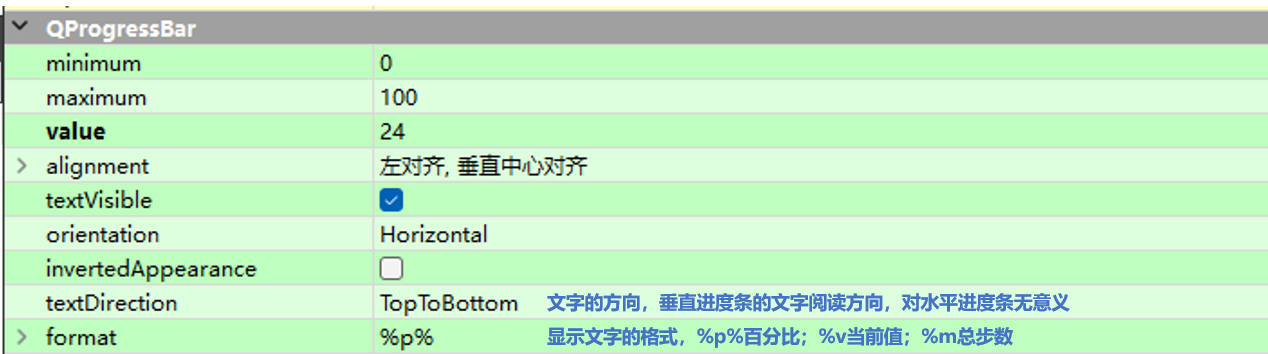 QProgressBar
minimum 0
maximum 100
value 24
alignment 左对齐, 垂直中心对齐
textVisible
orientation Horizontal
invertedAppearance
textDirection TopToBottom 文字的方向，垂直进度条的文字阅读方向，对水平进度条无意义
format %p% 显示文字的格式，%p%百分比；%v当前值；%m总步数